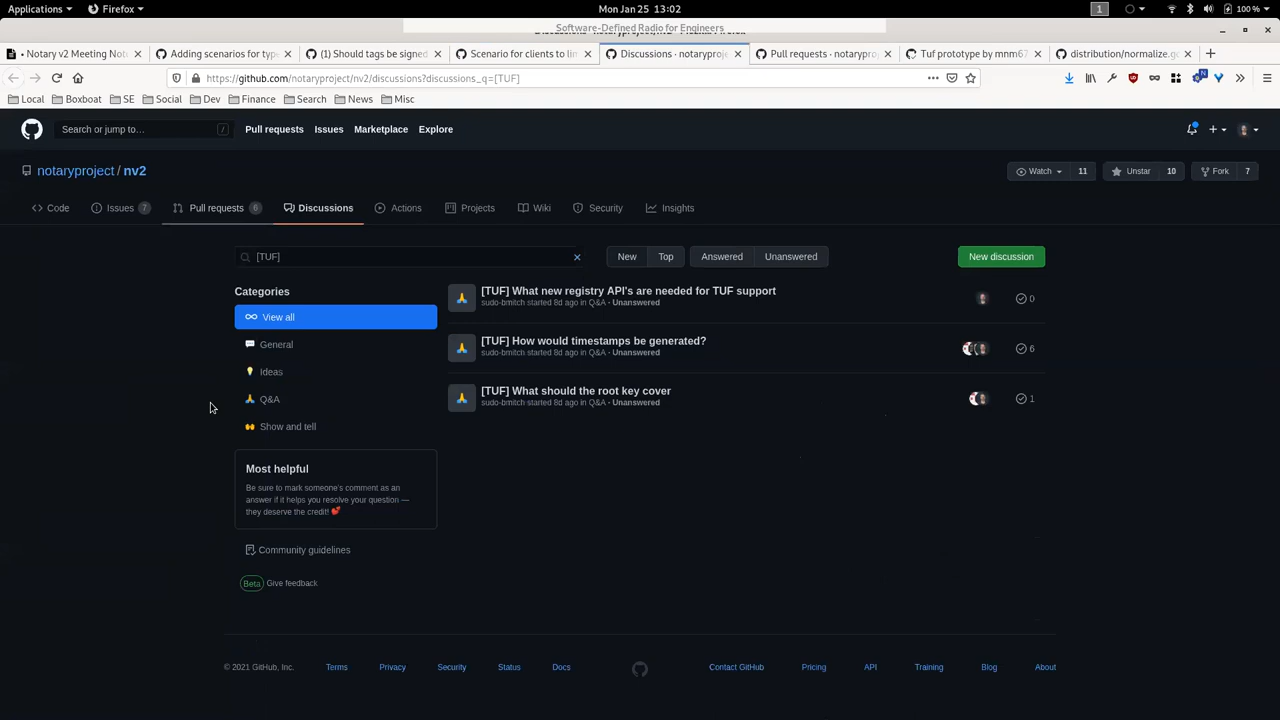 Applications
Firefox
Mon Jan 25 13:02
1
100 %
Software-Defined Radio for Engineers
• Notary v2 Meeting Not
Adding scenarios for type
(1) Should tags be signed
Scenario for clients to lin
Discussions · notaryproje
Pull requests · notarypro
Tuf prototype by mnm67
distribution/normalize.go
https://github.com/notaryproject/nv2/discussions?discussions_q=[TUF]
Local
Boxboat
SE
Social
Dev
Finance
Search
News
Misc
Search or jump to…
/
Pull requests
Issues
Marketplace
Explore
notaryproject / nv2
Watch
11
Unstar
10
Fork
7
Code
Issues 7
Pull requests 6
Discussions
Actions
Projects
Wiki
Security
Insights
[TUF]
New
Top
Answered
Unanswered
New discussion
Categories
View all
General
Ideas
Q&A
Show and tell
[TUF] What new registry API's are needed for TUF support
sudo-bmitch started 8d ago in Q&A · Unanswered
0
[TUF] How would timestamps be generated?
sudo-bmitch started 8d ago in Q&A · Unanswered
6
[TUF] What should the root key cover
sudo-bmitch started 8d ago in Q&A · Unanswered
1
Most helpful
Be sure to mark someone's comment as an
answer if it helps you resolve your question —
they deserve the credit!
Community guidelines
Beta Give feedback
© 2021 GitHub, Inc.
Terms
Privacy
Security
Status
Docs
Contact GitHub
Pricing
API
Training
Blog
About